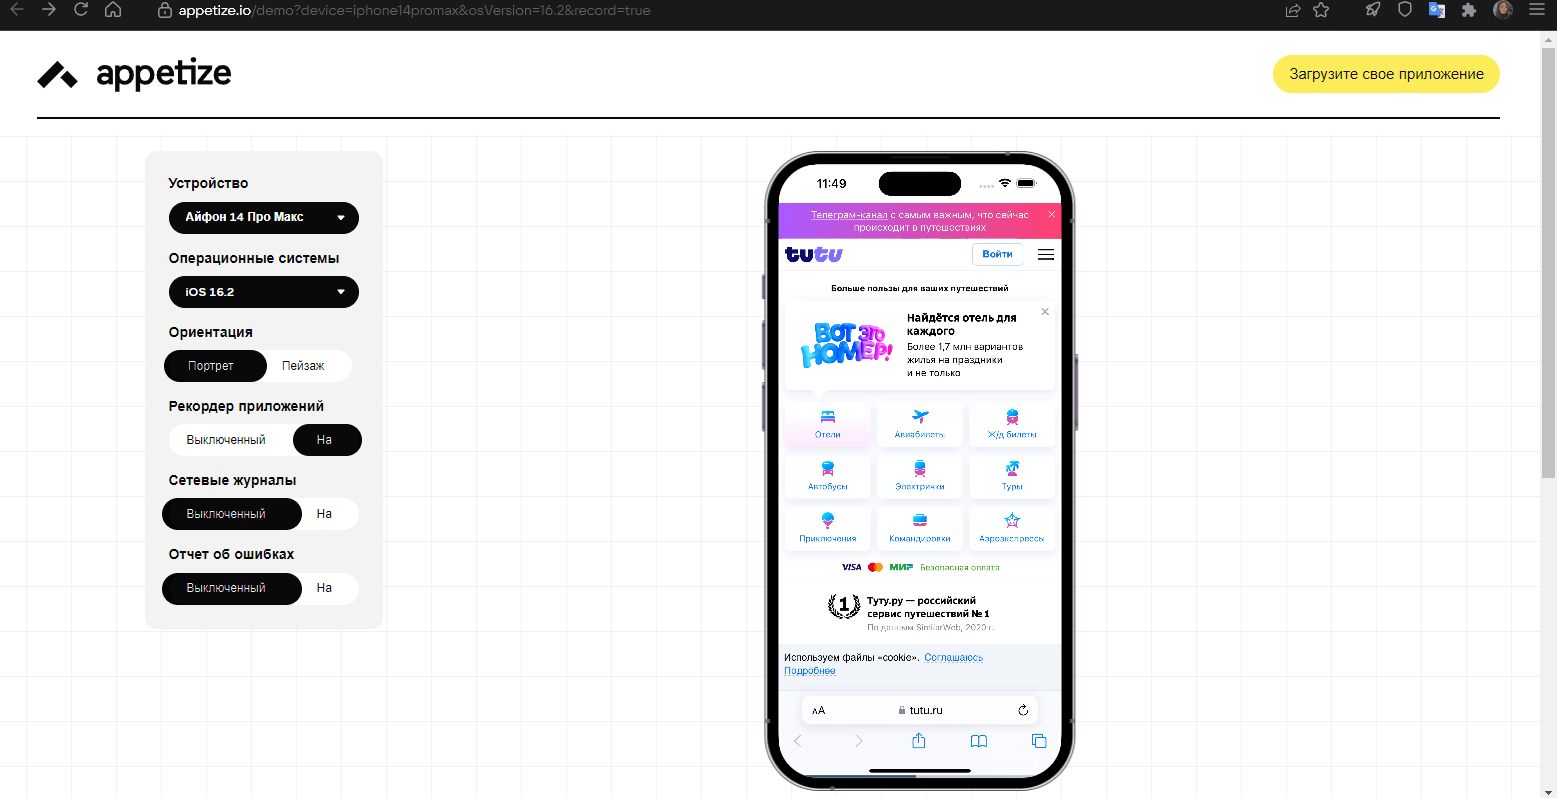 appetize.io/demo?device=iphone14promax&osVersion=16.2&record=true
appetize
Загрузите свое приложение
Устройство
Айфон 14 Про Макс
Операционные системы
iOS 16.2
Ориентация
Портрет Пейзаж
Рекордер приложений
Выключенный На
Сетевые журналы
Выключенный На
Отчет об ошибках
Выключенный На
11:49
Телеграм-канал с самым важным, что сейчас
происходит в путешествиях
tutu
Войти
Больше пользы для ваших путешествий
ВОТ ЭТО
НОМЕР!
Найдётся отель для
каждого
Более 1,7 млн вариантов
жилья на праздники
и не только
Отели Авиабилеты Ж/д билеты
Автобусы Электрички Туры
Приключения Командировки Аэроэкспрессы
VISA МИР Безопасная оплата
1
Туту.ру — российский
сервис путешествий № 1
По данным SimilarWeb, 2020 г.
Используем файлы «cookie». Соглашаюсь
Подробнее
AA tutu.ru